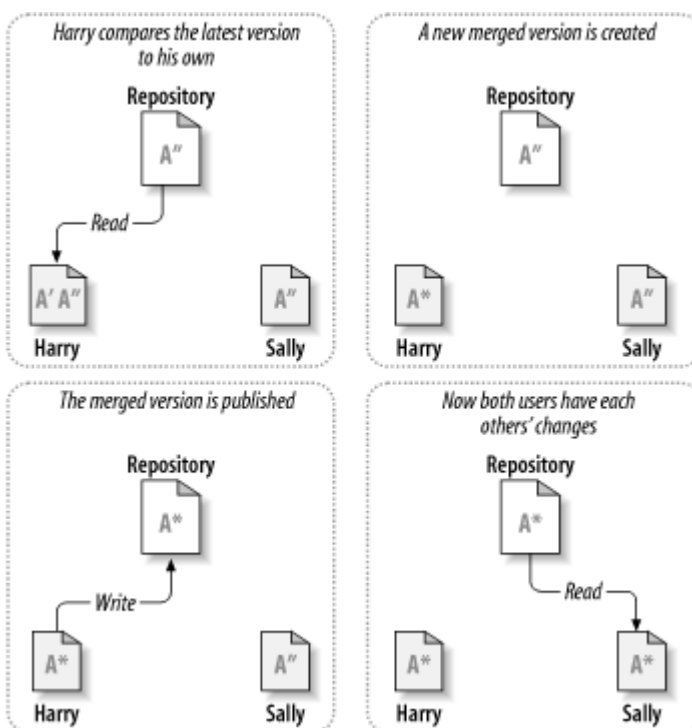 Harry compares the latest version
to his own
Repository
A″
Read
A′ A″
A″
Harry
Sally
A new merged version is created
Repository
A″
A*
A″
Harry
Sally
The merged version is published
Repository
A*
Write
A*
A″
Harry
Sally
Now both users have each
others’ changes
Repository
A*
Read
A*
A*
Harry
Sally